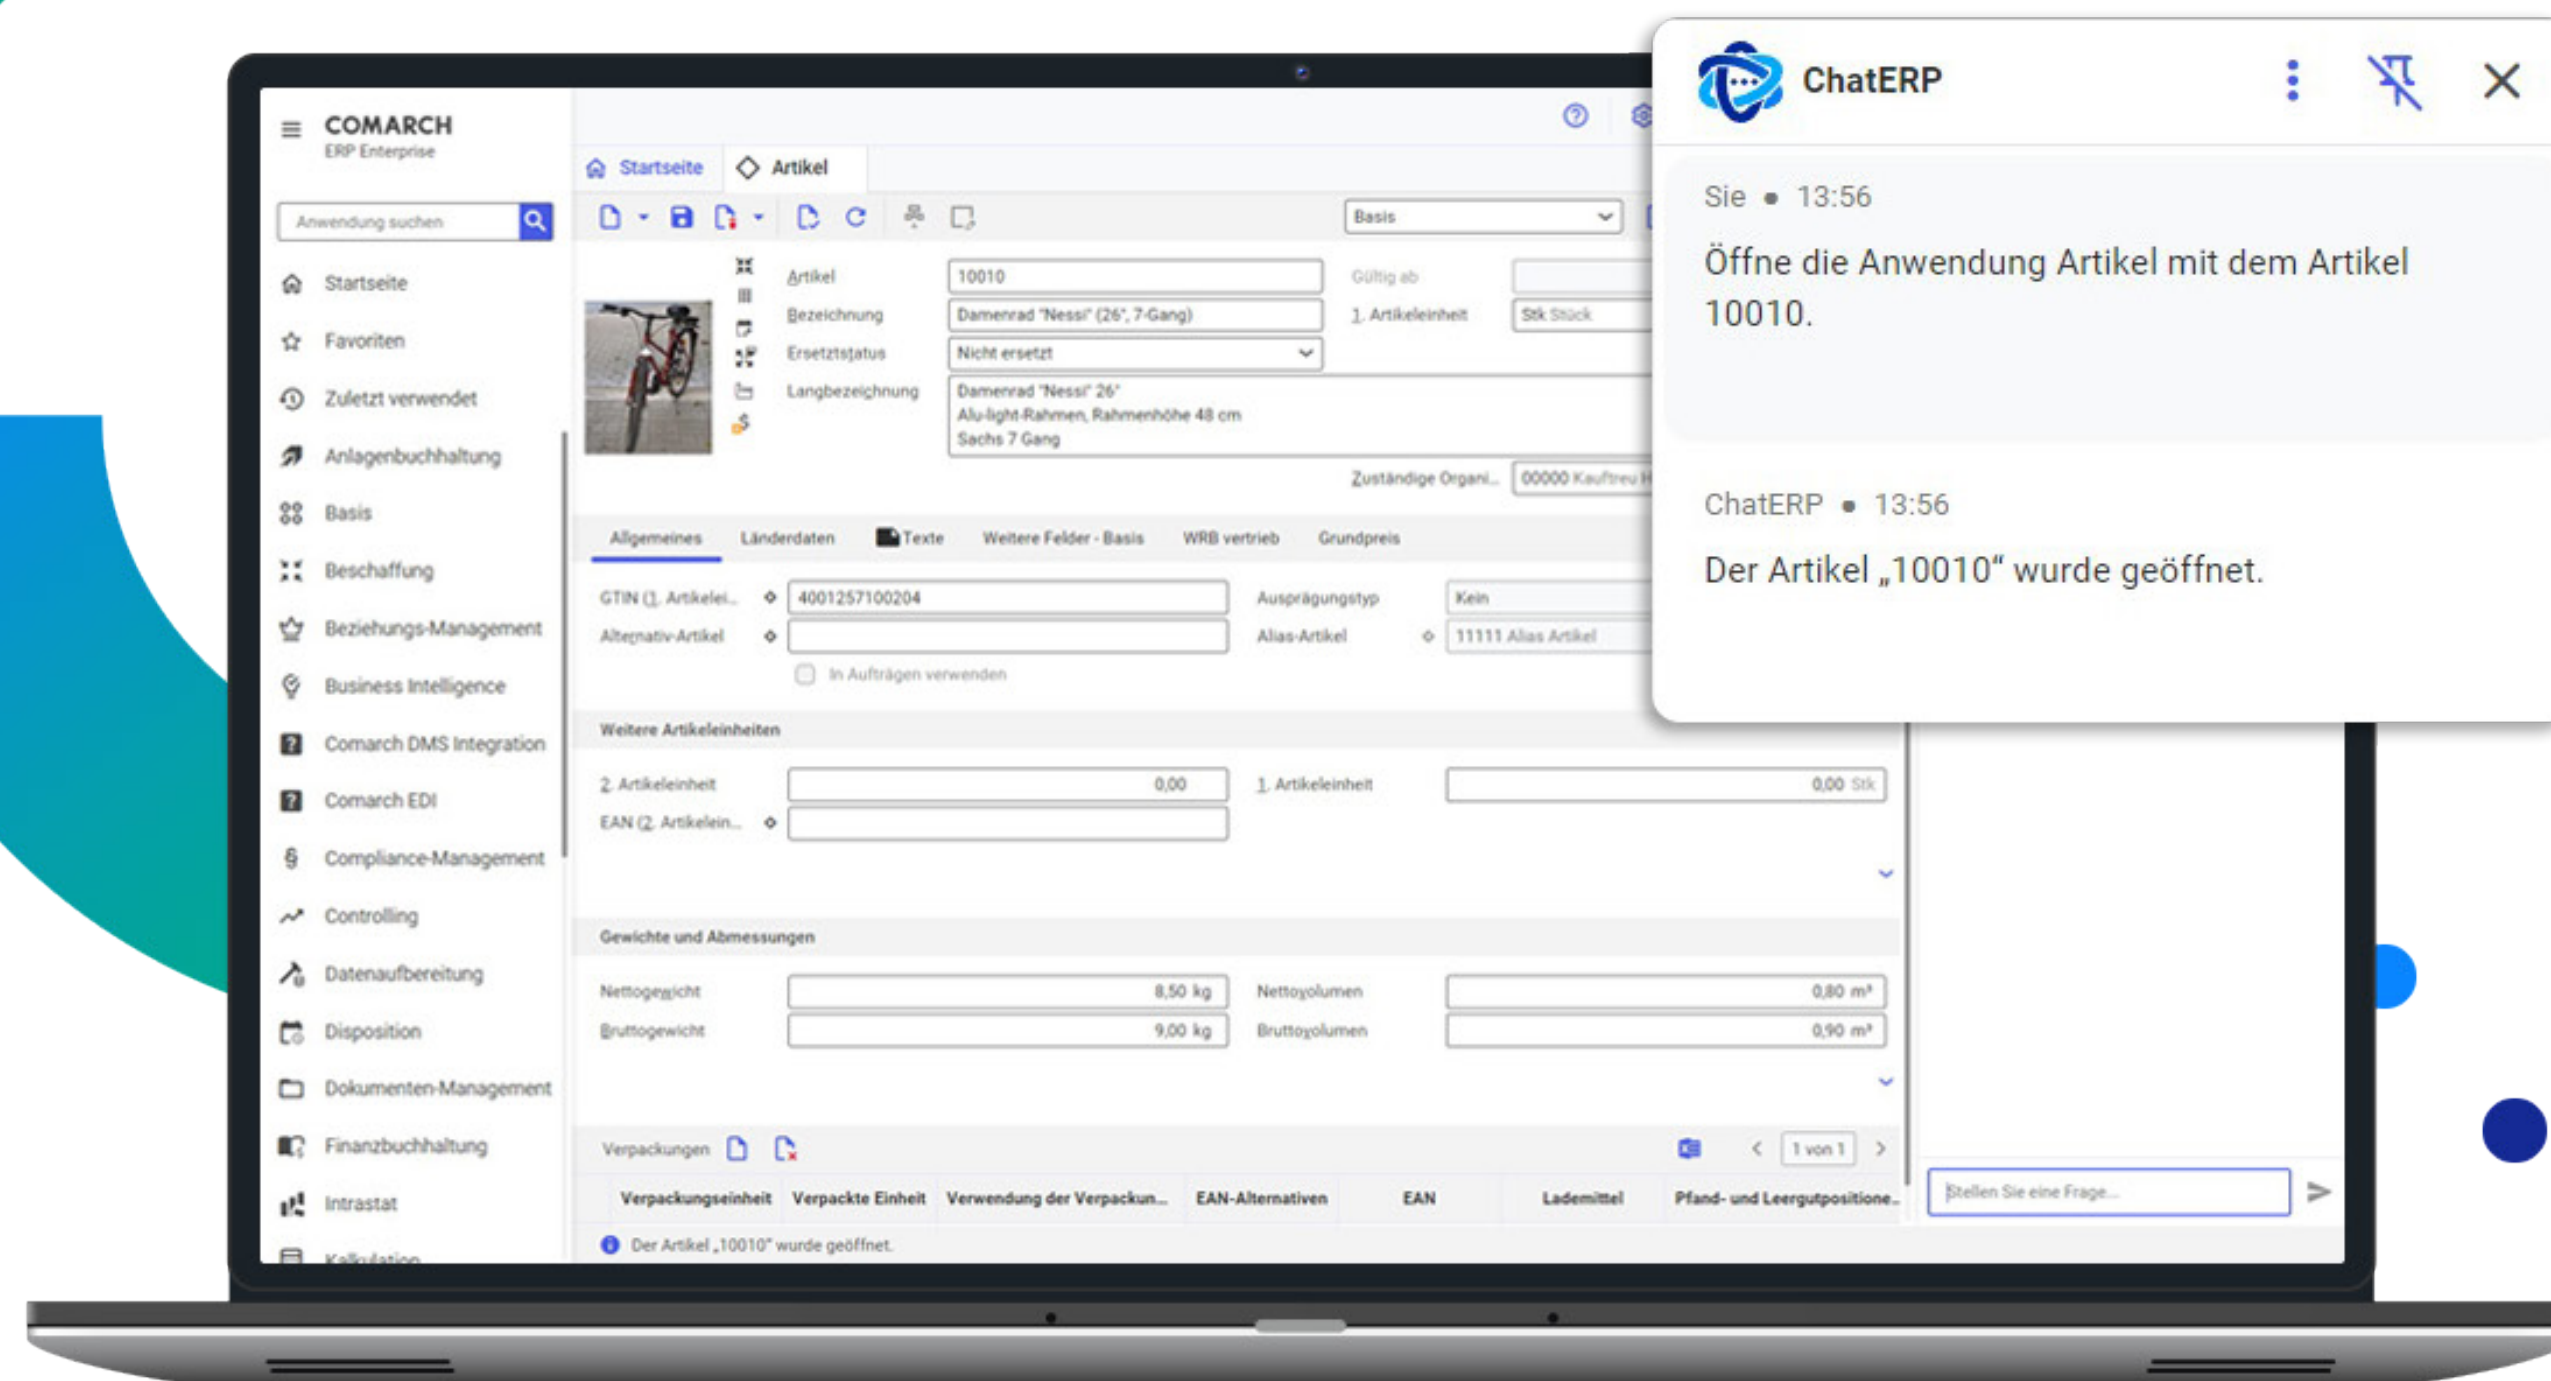 COMARCH
ERP Enterprise
Anwendung suchen
Startseite
Favoriten
Zuletzt verwendet
Anlagenbuchhaltung
Basis
Beschaffung
Beziehungs-Management
Business Intelligence
Comarch DMS Integration
Comarch EDI
Compliance-Management
Controlling
Datenaufbereitung
Disposition
Dokumenten-Management
Finanzbuchhaltung
Intrastat
Kalkulation
Startseite Artikel
Basis
Artikel 10010 Gültig ab
Bezeichnung Damenrad "Nessi" (26", 7-Gang) 1. Artikeleinheit Stk Stück
Ersetztstatus Nicht ersetzt
Langbezeichnung Damenrad "Nessi" 26"
Alu-light-Rahmen, Rahmenhöhe 48 cm
Sachs 7 Gang
Zuständige Organi... 00000 Kauftreu H
Allgemeines Länderdaten Texte Weitere Felder - Basis WRB vertrieb Grundpreis
GTIN (1. Artikelei... 4001257100204 Ausprägungstyp Kein
Alternativ-Artikel Alias-Artikel 11111 Alias Artikel
In Aufträgen verwenden
Weitere Artikeleinheiten
2. Artikeleinheit 0,00 1. Artikeleinheit 0,00 Stk
EAN (2. Artikelein...
Gewichte und Abmessungen
Nettogewicht 8,50 kg Nettovolumen 0,80 m³
Bruttogewicht 9,00 kg Bruttovolumen 0,90 m³
Verpackungen 1 von 1
Verpackungseinheit Verpackte Einheit Verwendung der Verpackun... EAN-Alternativen EAN Lademittel Pfand- und Leergutpositione...
Der Artikel „10010" wurde geöffnet.
ChatERP
Sie • 13:56
Öffne die Anwendung Artikel mit dem Artikel
10010.
ChatERP • 13:56
Der Artikel „10010“ wurde geöffnet.
Stellen Sie eine Frage...